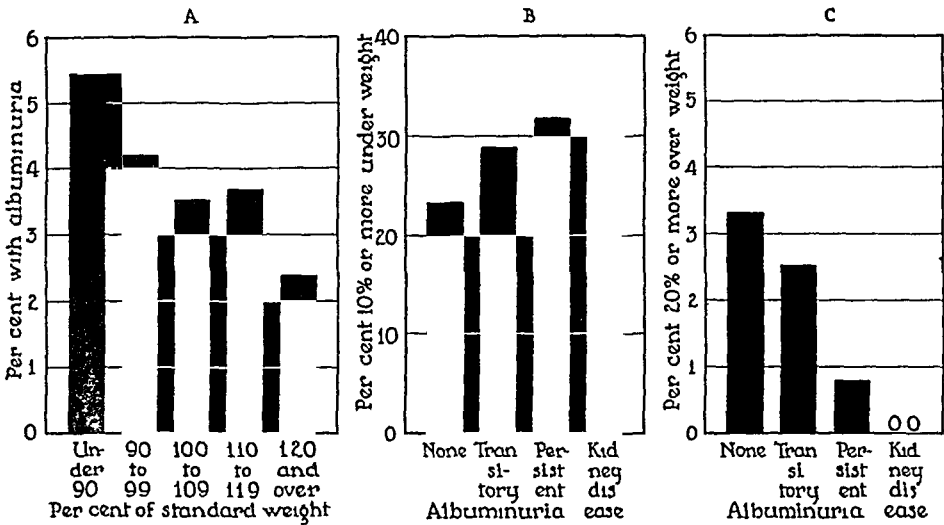 A
Per cent with albuminuria
6
5
4
3
2
1
0
Un-
der
90
90
to
99
100
to
109
110
to
119
120
and
over
Per cent of standard weight
B
Per cent 10% or more under weight
40
30
20
10
0
None
Tran
si-
tory
Per-
sist
ent
Kid
ney
dis'
ease
Albuminuria
C
Per cent 20% or more over weight
6
5
4
3
2
1
0
0 0
None
Tran
si
tory
Per-
sist
ent
Kid
ney
dis'
ease
Albuminuria